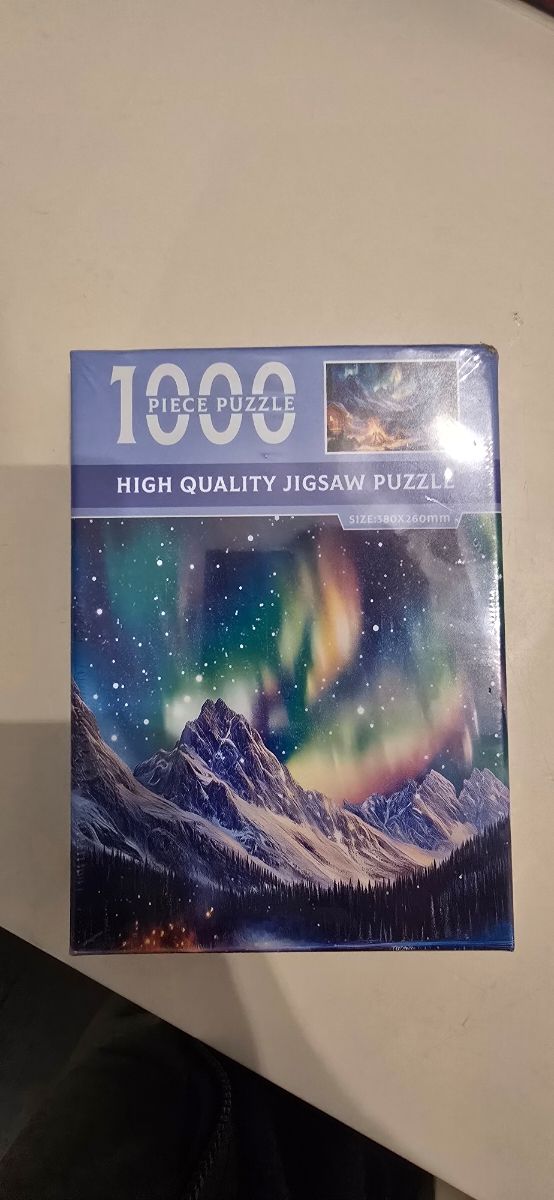 1000
PIECE PUZZLE
HIGH QUALITY JIGSAW PUZZLE
SIZE:380X260mm